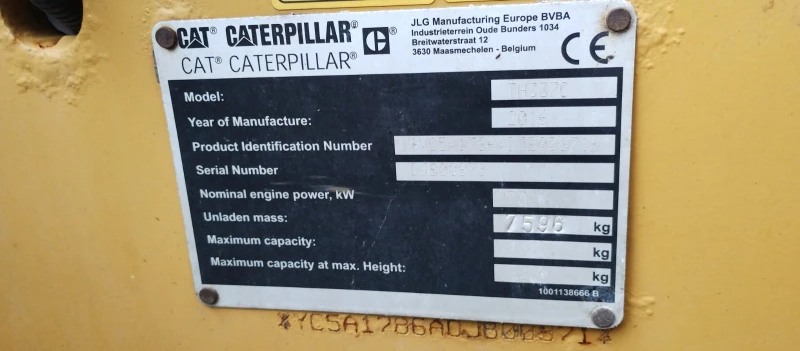 CAT® CATERPILLAR®
CAT® CATERPILLAR®
JLG Manufacturing Europe BVBA
Industrieterrein Oude Bunders 1034
Breitwaterstraat 12
3630 Maasmechelen - Belgium
CE
Model:
Year of Manufacture: 2014
Product Identification Number
Serial Number
Nominal engine power, kW
Unladen mass: 7596 kg
Maximum capacity: kg
Maximum capacity at max. Height: kg
1001138666 B